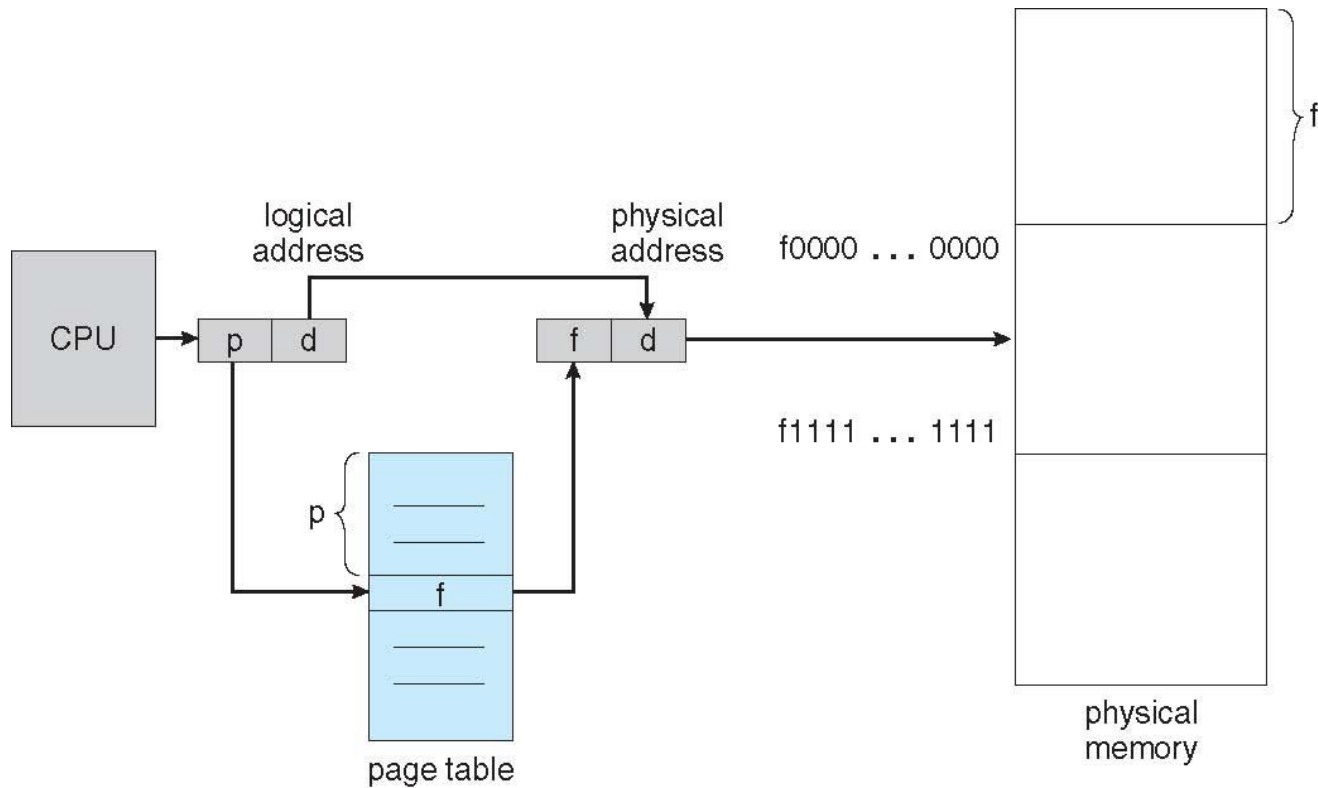 f
logical
address
physical
address
f0000 ... 0000
CPU
p
d
f
d
f1111 ... 1111
p
f
page table
physical
memory